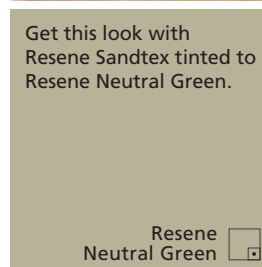 Get this look with
Resene Sandtex tinted to
Resene Neutral Green.
Resene
Neutral Green